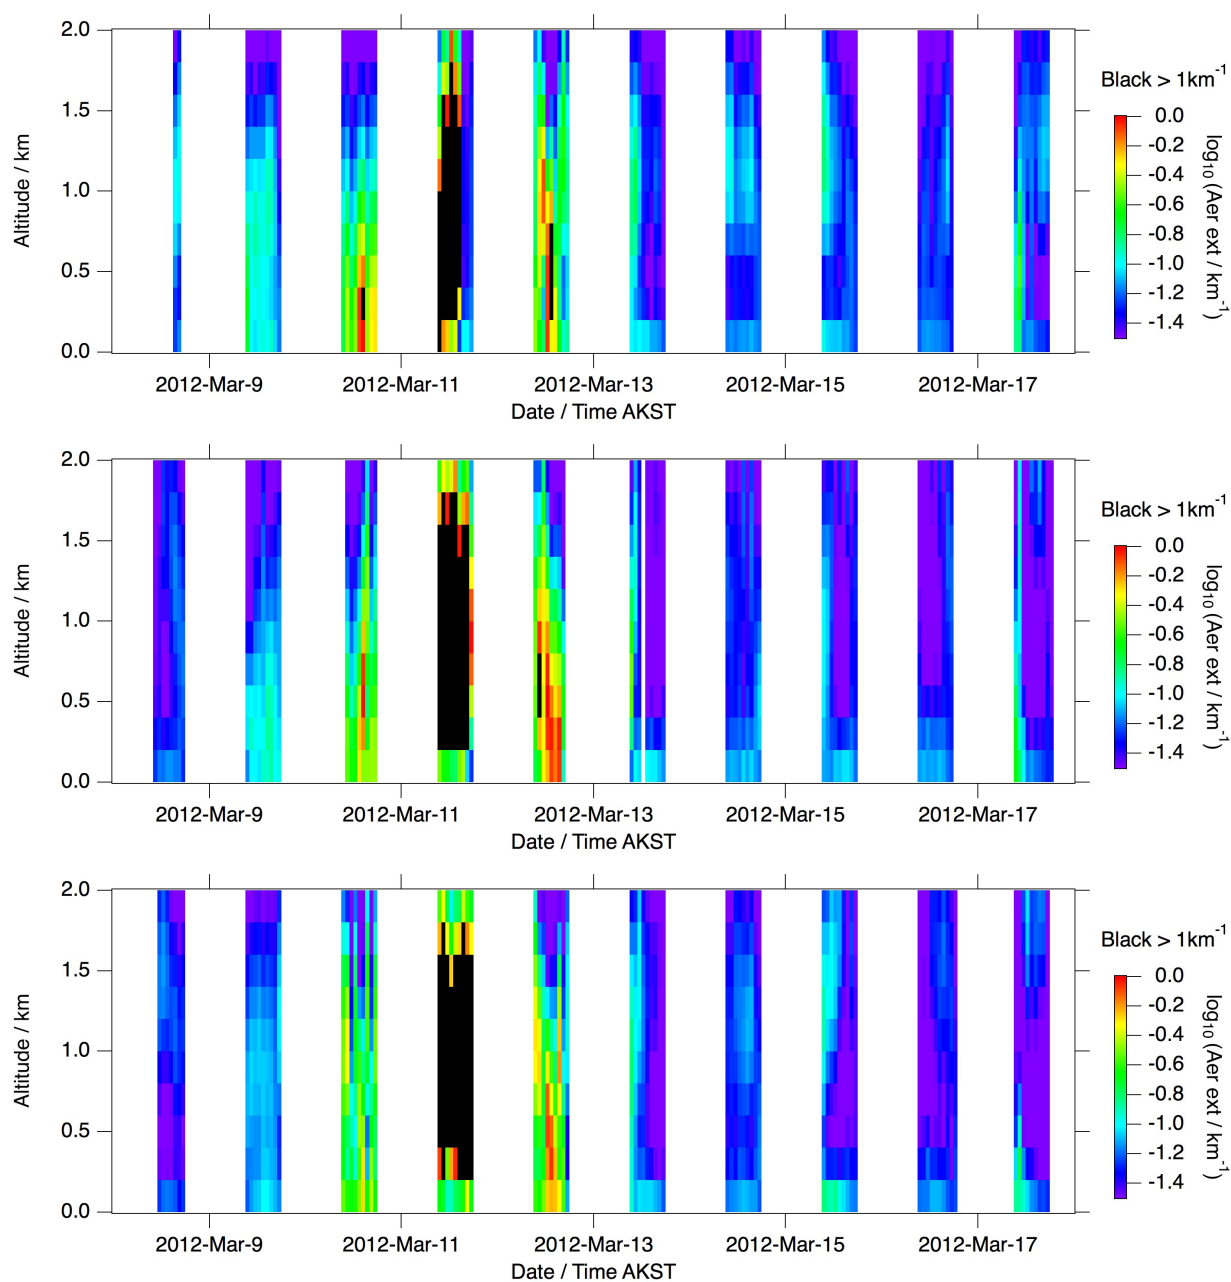 2.0
1.5
1.0
0.5
0.0
Altitude / km
2012-Mar-9 2012-Mar-11 2012-Mar-13 2012-Mar-15 2012-Mar-17
Date / Time AKST
Black > 1km⁻¹
0.0
-0.2
-0.4
-0.6
-0.8
-1.0
-1.2
-1.4
log₁₀ (Aer ext / km⁻¹)
2.0
1.5
1.0
0.5
0.0
Altitude / km
2012-Mar-9 2012-Mar-11 2012-Mar-13 2012-Mar-15 2012-Mar-17
Date / Time AKST
Black > 1km⁻¹
0.0
-0.2
-0.4
-0.6
-0.8
-1.0
-1.2
-1.4
log₁₀ (Aer ext / km⁻¹)
2.0
1.5
1.0
0.5
0.0
Altitude / km
2012-Mar-9 2012-Mar-11 2012-Mar-13 2012-Mar-15 2012-Mar-17
Date / Time AKST
Black > 1km⁻¹
0.0
-0.2
-0.4
-0.6
-0.8
-1.0
-1.2
-1.4
log₁₀ (Aer ext / km⁻¹)